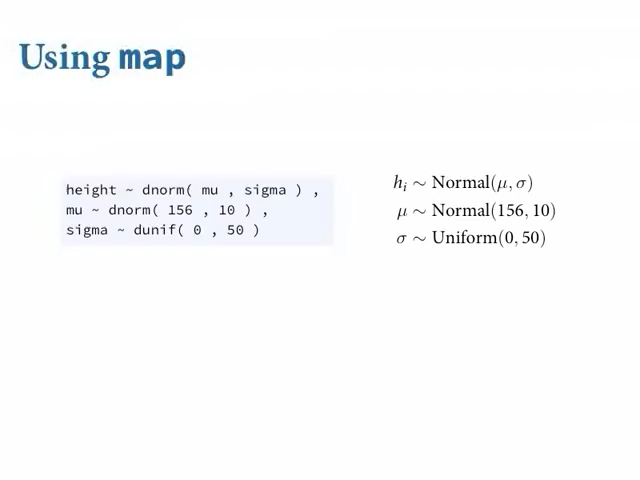 Using map
height ~ dnorm( mu , sigma ) ,
mu ~ dnorm( 156 , 10 ) ,
sigma ~ dunif( 0 , 50 )
hᵢ ∼ Normal(μ, σ)
μ ∼ Normal(156, 10)
σ ∼ Uniform(0, 50)